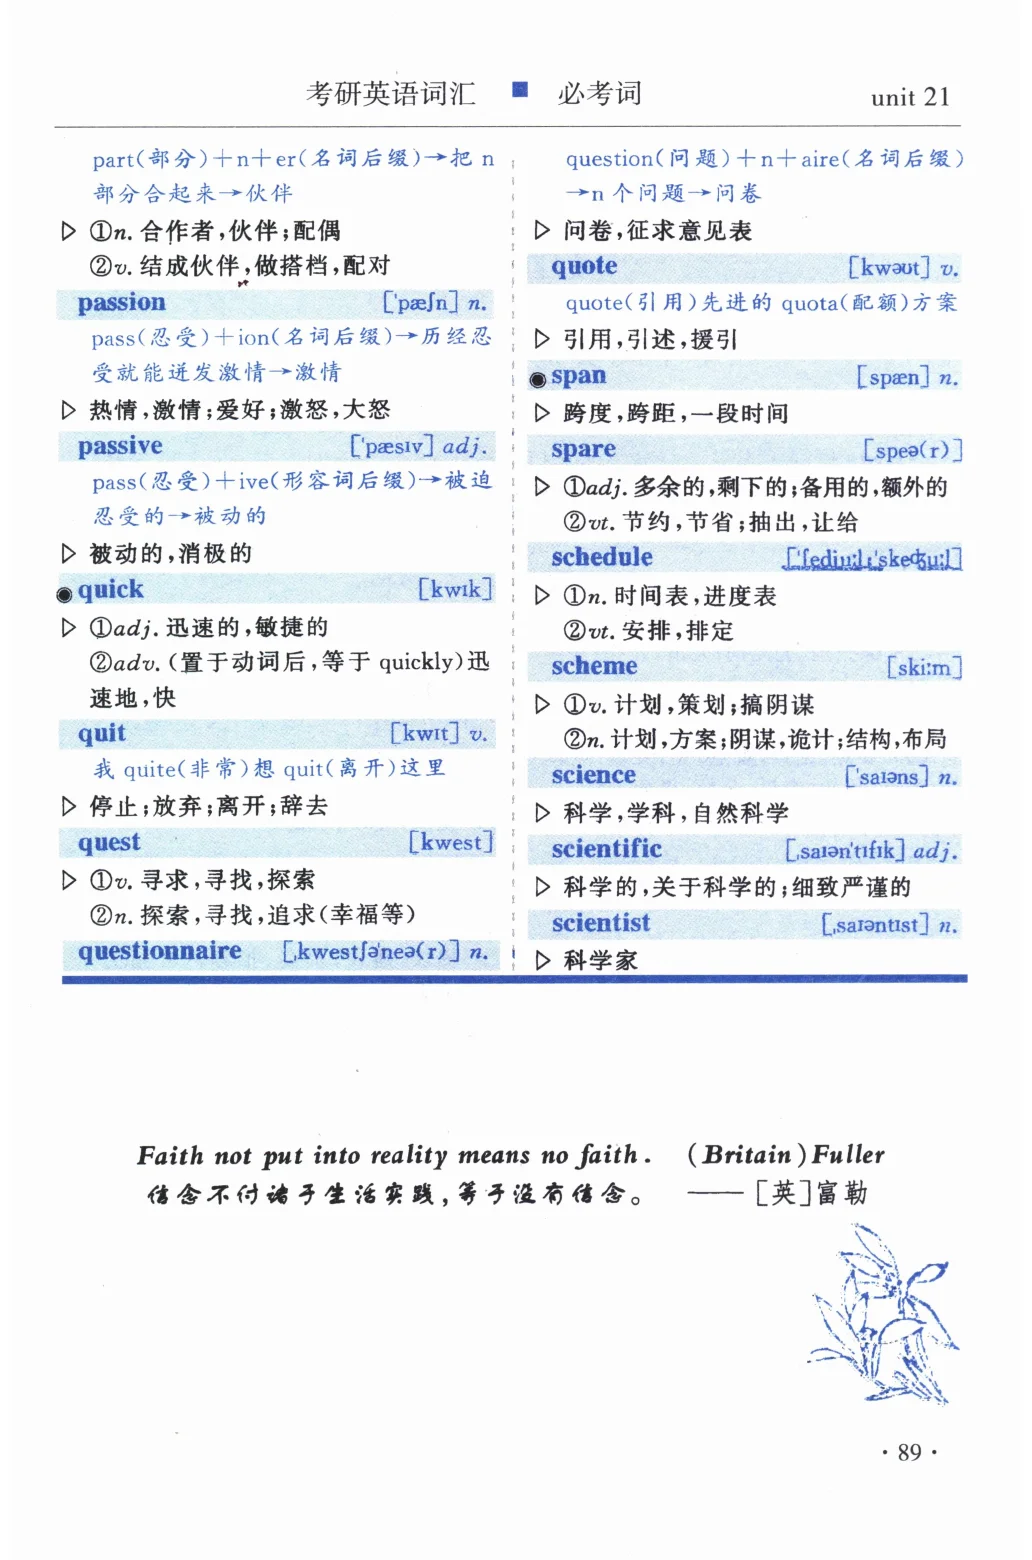 考研英语词汇 ■ 必考词 unit 21
part(部分)+n+er(名词后缀)→把 n
部分合起来→伙伴
▷ ①n. 合作者,伙伴;配偶
②v. 结成伙伴,做搭档,配对
passion [ˈpæʃn] n.
pass(忍受)+ion(名词后缀)→历经忍
受就能迸发激情→激情
▷ 热情,激情;爱好;激怒,大怒
passive [ˈpæsɪv] adj.
pass(忍受)+ive(形容词后缀)→被迫
忍受的→被动的
▷ 被动的,消极的
quick [kwɪk]
▷ ①adj. 迅速的,敏捷的
②adv. (置于动词后,等于 quickly)迅
速地,快
quit [kwɪt] v.
我 quite(非常)想 quit(离开)这里
▷ 停止;放弃;离开;辞去
quest [kwest]
▷ ①v. 寻求,寻找,探索
②n. 探索,寻找,追求(幸福等)
questionnaire [ˌkwestʃəˈneə(r)] n.
question(问题)+n+aire(名词后缀)
→n 个问题→问卷
▷ 问卷,征求意见表
quote [kwəʊt] v.
quote(引用)先进的 quota(配额)方案
▷ 引用,引述,援引
span [spæn] n.
▷ 跨度,跨距,一段时间
spare [speə(r)]
▷ ①adj. 多余的,剩下的;备用的,额外的
②vt. 节约,节省;抽出,让给
schedule [ˈʃedjuːl; ˈskedʒuːl]
▷ ①n. 时间表,进度表
②vt. 安排,排定
scheme [skiːm]
▷ ①v. 计划,策划;搞阴谋
②n. 计划,方案;阴谋,诡计;结构,布局
science [ˈsaɪəns] n.
▷ 科学,学科,自然科学
scientific [ˌsaɪənˈtɪfɪk] adj.
▷ 科学的,关于科学的;细致严谨的
scientist [ˌsaɪəntɪst] n.
▷ 科学家
Faith not put into reality means no faith. (Britain)Fuller
信念不付诸于生活实践,等于没有信念。 ——[英]富勒
· 89 ·